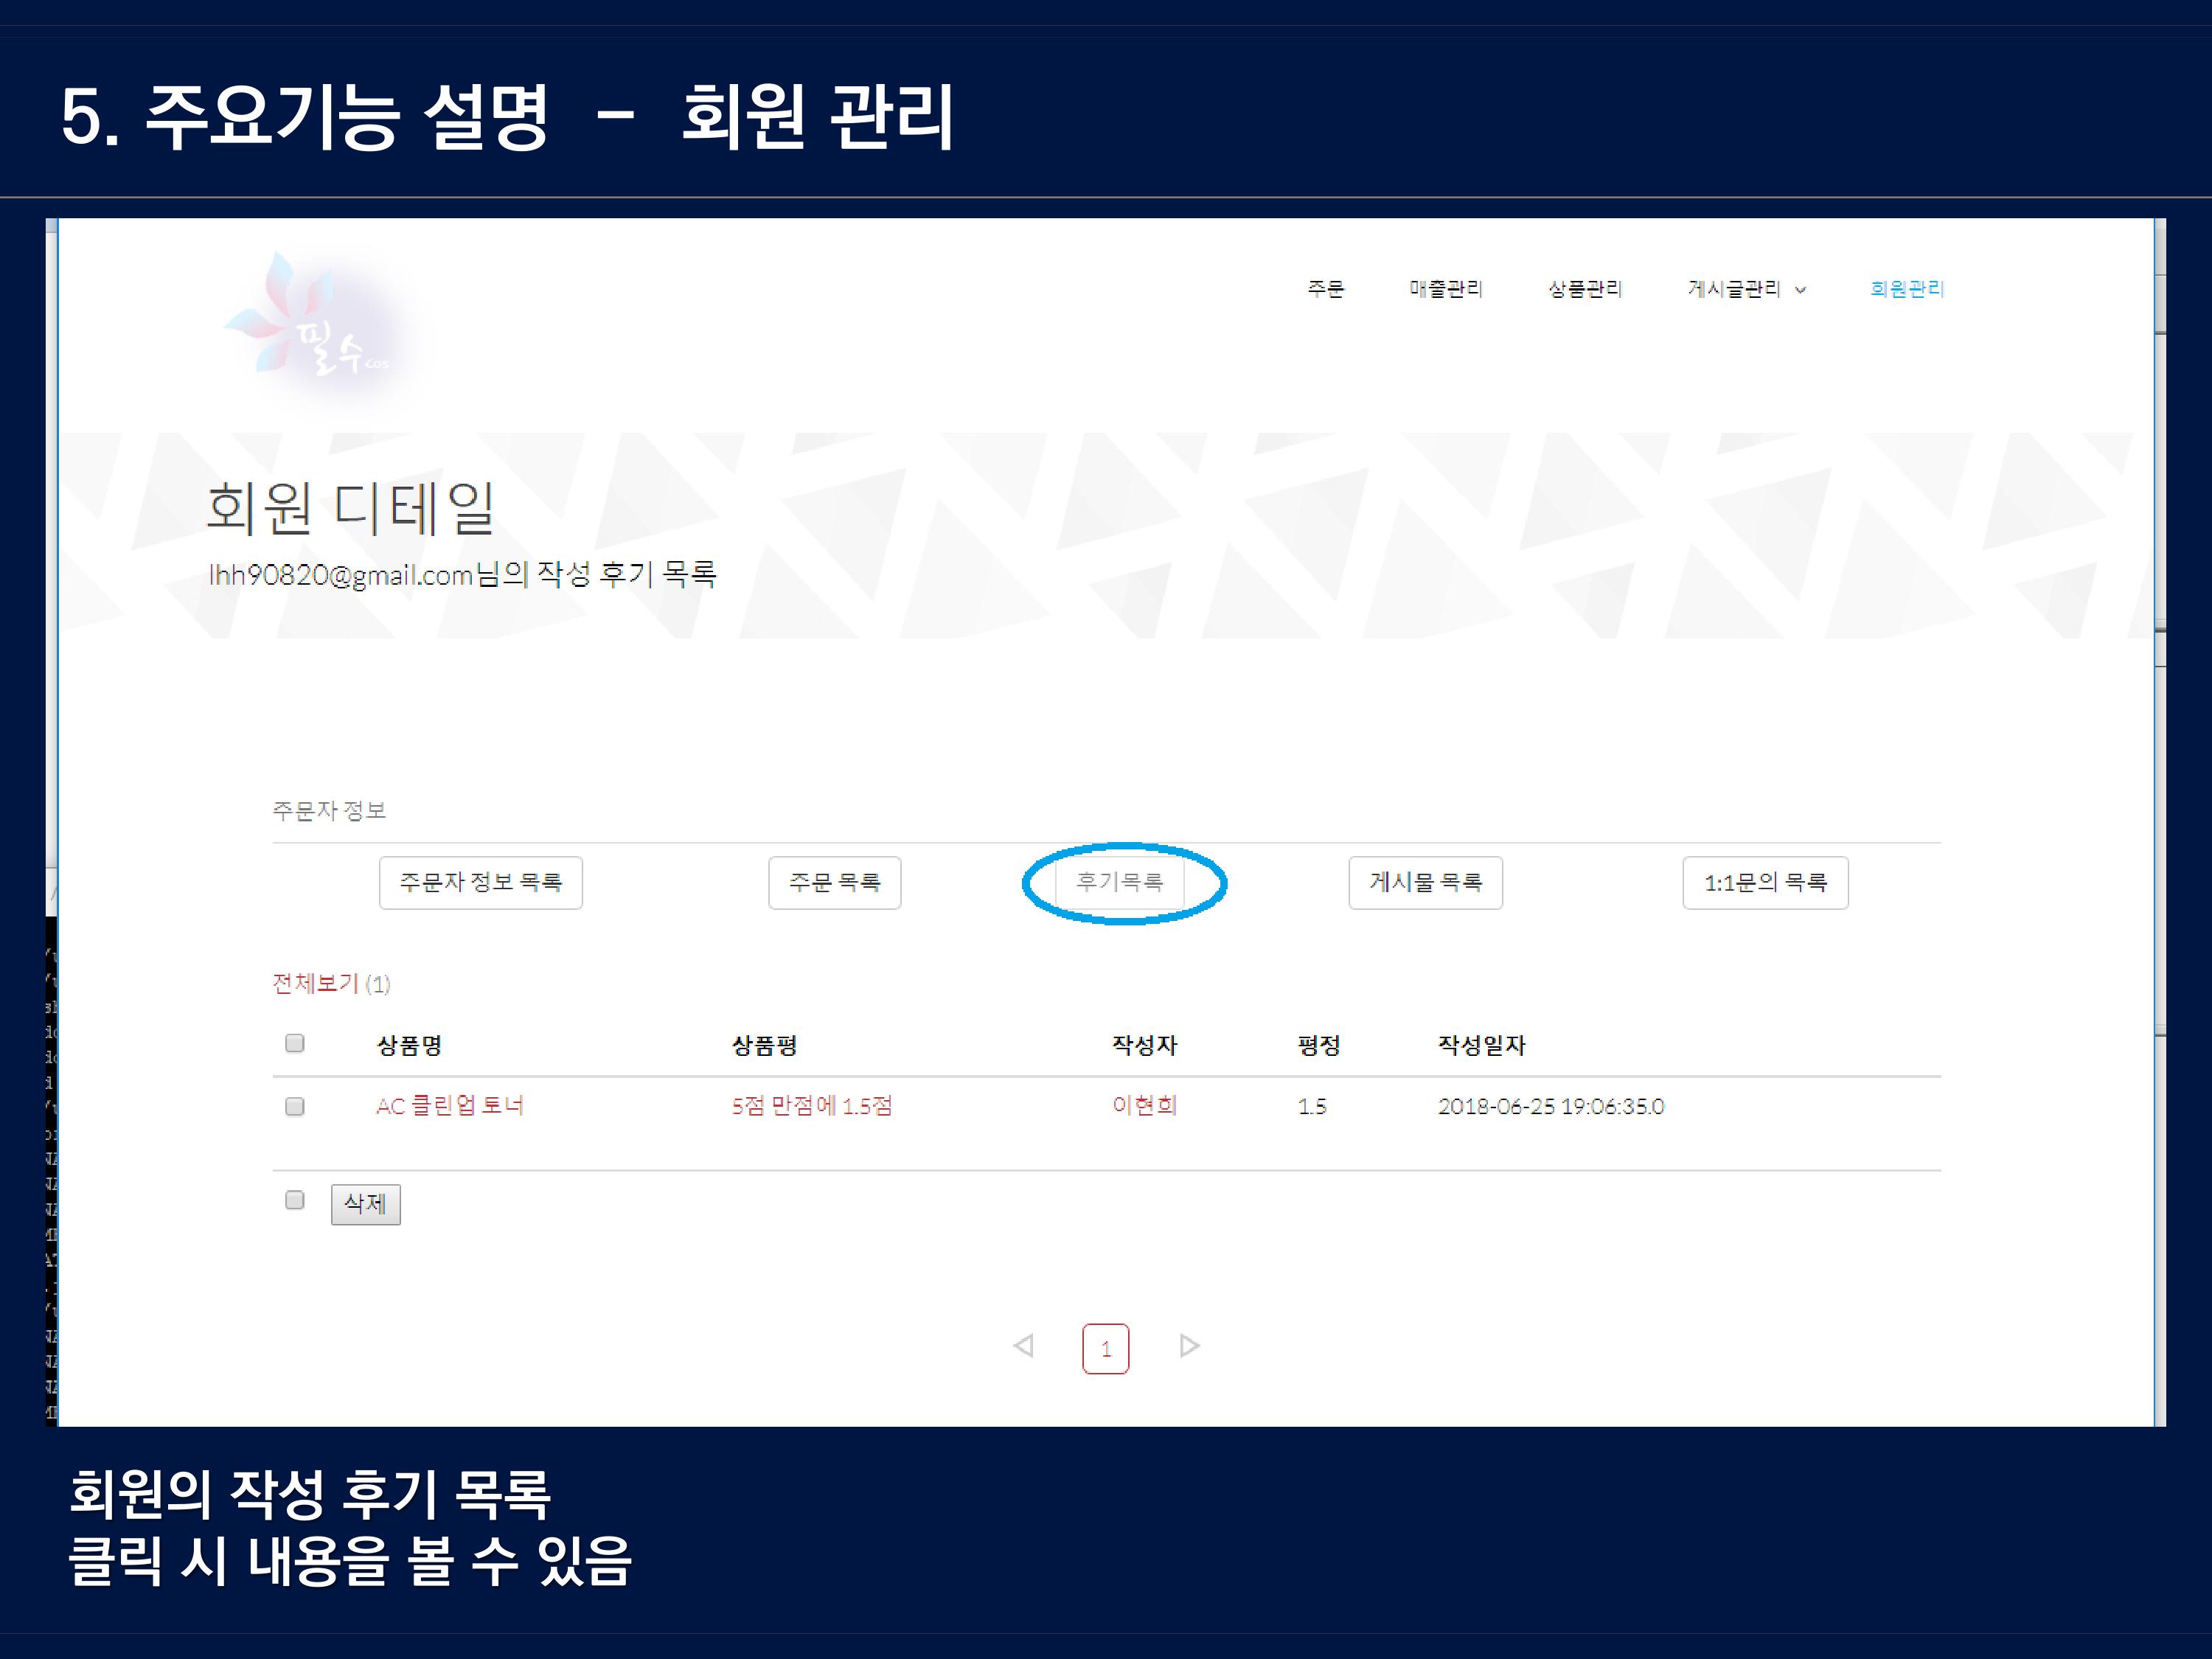 5. 주요기능 설명 - 회원 관리
필수 Cos
주문 매출관리 상품관리 게시글관리 회원관리
회원 디테일
lhh90820@gmail.com님의 작성 후기 목록
주문자 정보
주문자 정보 목록 주문 목록 후기목록 게시물 목록 1:1문의 목록
전체보기 (1)
상품명 상품평 작성자 평정 작성일자
AC 클린업 토너 5점 만점에 1.5점 이현희 1.5 2018-06-25 19:06:35.0
삭제
1
회원의 작성 후기 목록
클릭 시 내용을 볼 수 있음